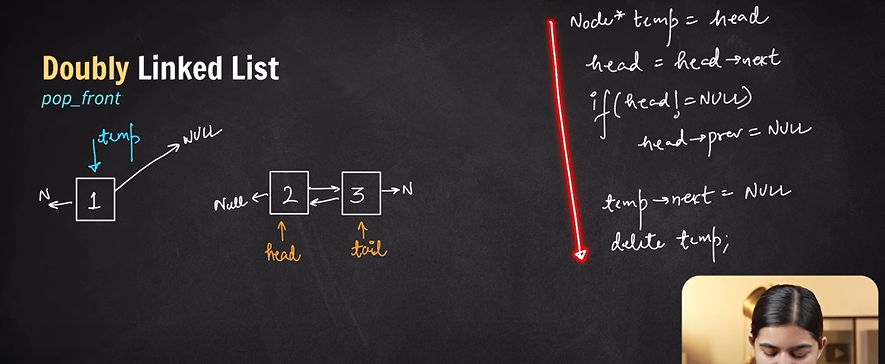 Doubly Linked List
pop_front
temp
NULL
N
1
Null
2
3
N
head
tail
Node* temp = head
head = head→next
if(head != NULL)
head→prev = NULL
temp→next = NULL
delite temp;